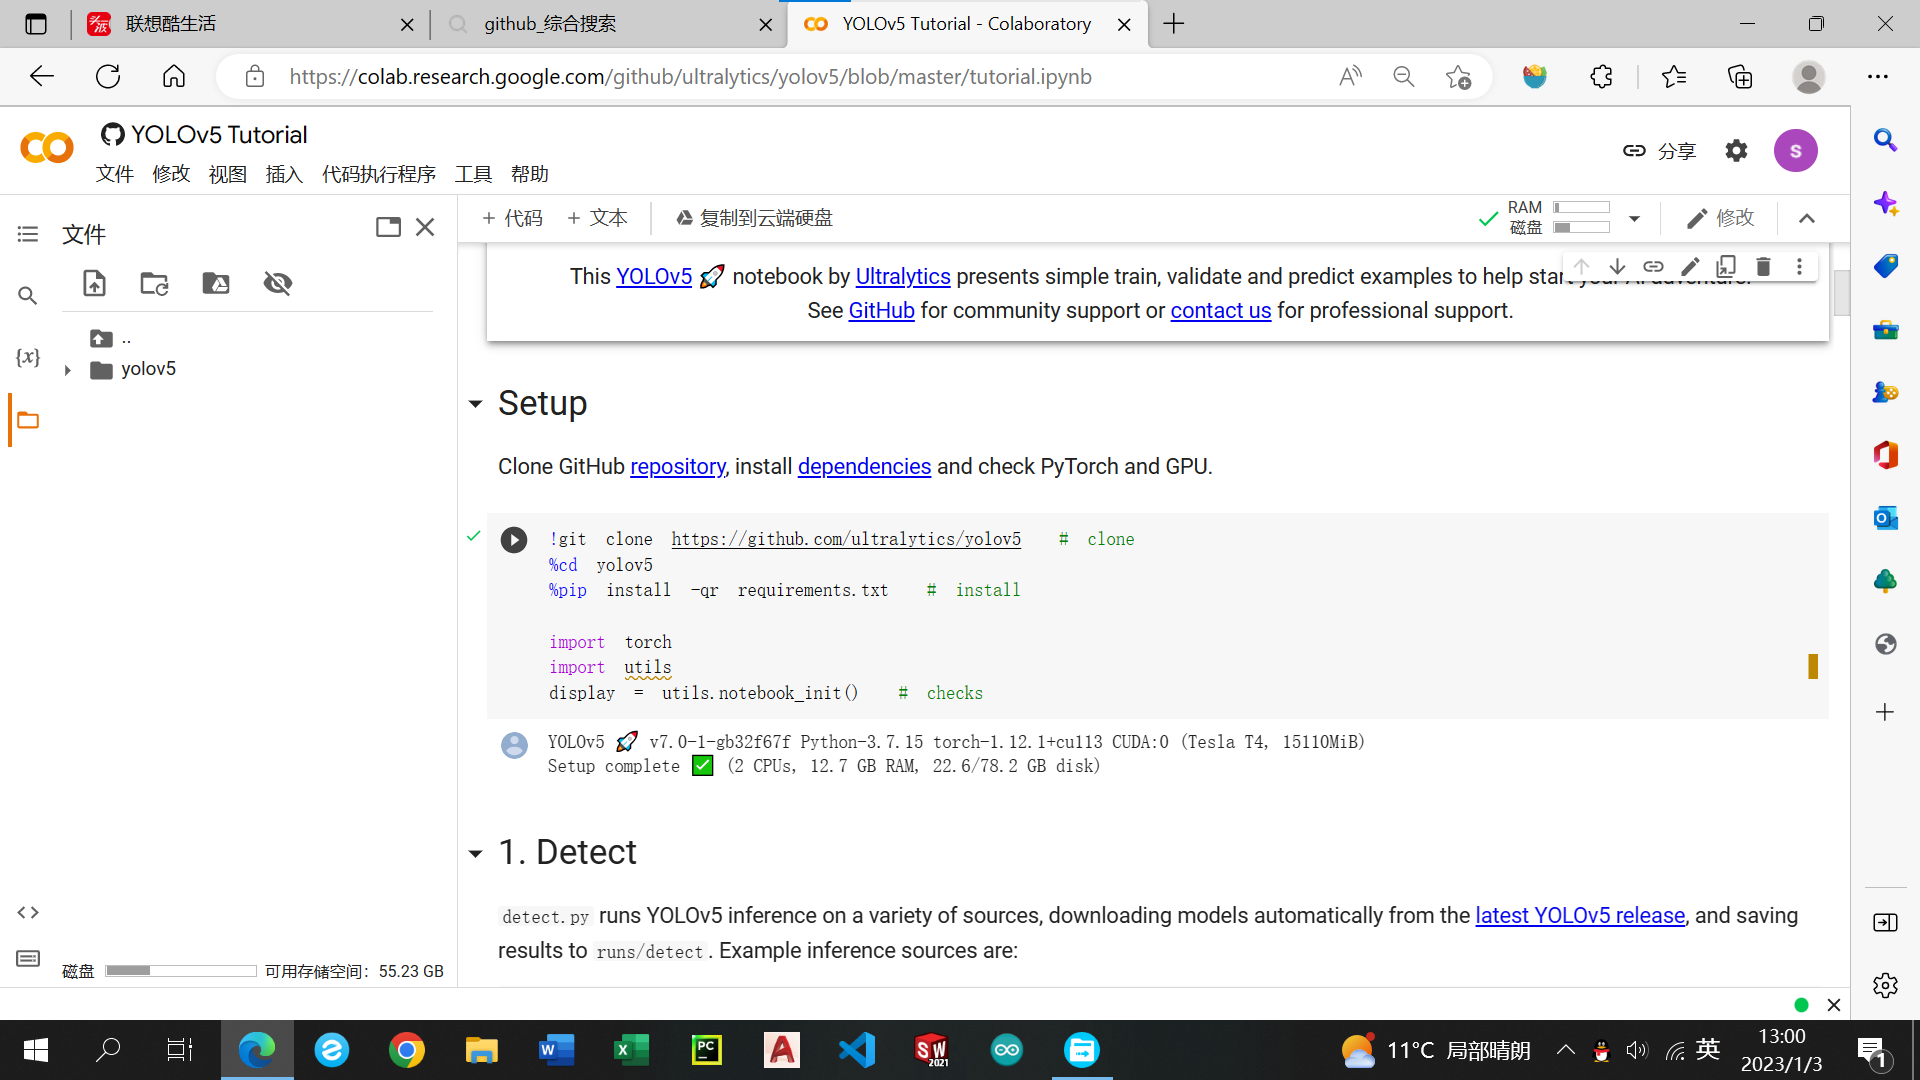 联想酷生活
github_综合搜索
YOLOv5 Tutorial - Colaboratory
https://colab.research.google.com/github/ultralytics/yolov5/blob/master/tutorial.ipynb
YOLOv5 Tutorial
文件 修改 视图 插入 代码执行程序 工具 帮助
分享
S
文件
+ 代码 + 文本 复制到云端硬盘
RAM
磁盘
修改
..
yolov5
This YOLOv5 🚀 notebook by Ultralytics presents simple train, validate and predict examples to help start your AI adventure.
See GitHub for community support or contact us for professional support.
Setup
Clone GitHub repository, install dependencies and check PyTorch and GPU.
!git clone https://github.com/ultralytics/yolov5 # clone
%cd yolov5
%pip install -qr requirements.txt # install
import torch
import utils
display = utils.notebook_init() # checks
YOLOv5 🚀 v7.0-1-gb32f67f Python-3.7.15 torch-1.12.1+cu113 CUDA:0 (Tesla T4, 15110MiB)
Setup complete ✅ (2 CPUs, 12.7 GB RAM, 22.6/78.2 GB disk)
1. Detect
detect.py runs YOLOv5 inference on a variety of sources, downloading models automatically from the latest YOLOv5 release, and saving
results to runs/detect. Example inference sources are:
磁盘 可用存储空间: 55.23 GB
11°C 局部晴朗
英
13:00
2023/1/3
1